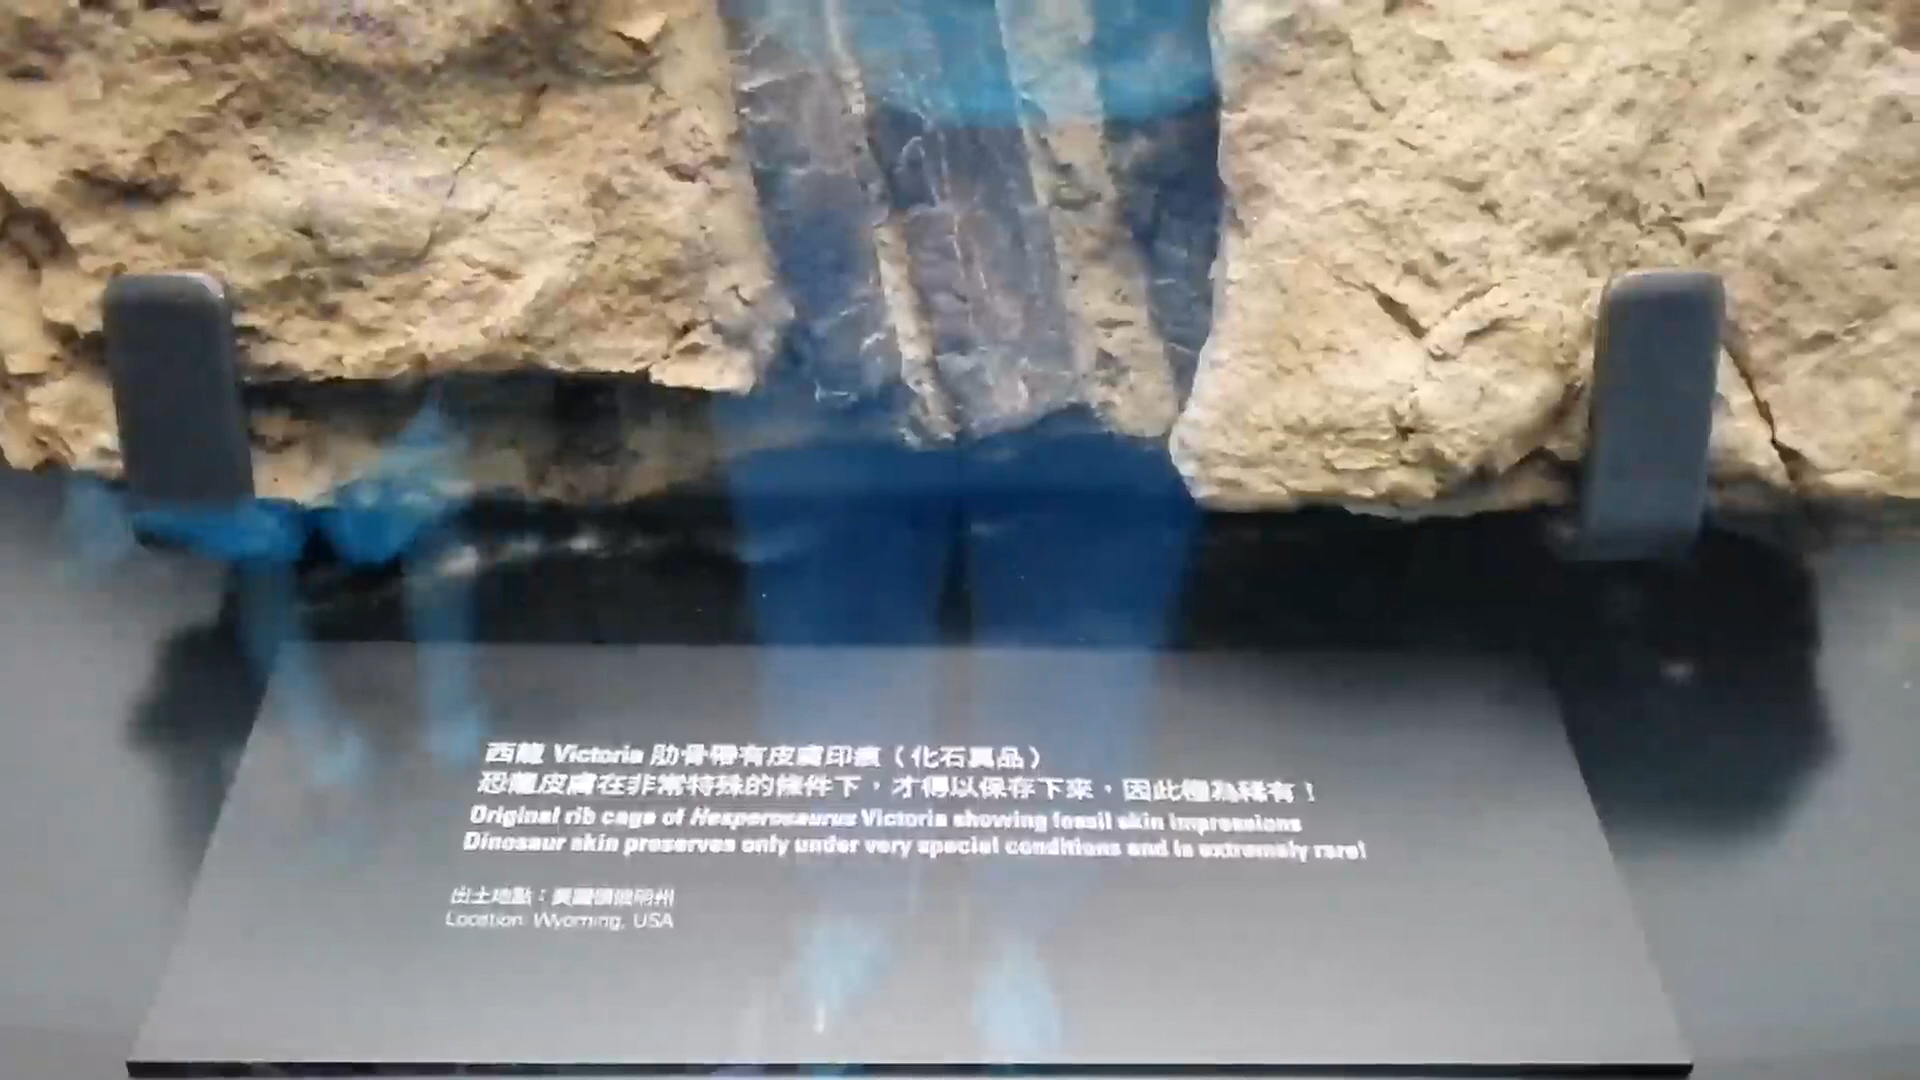 西龍 Victoria 肋骨帶有皮膚印痕（化石真品）
恐龍皮膚在非常特殊的條件下，才得以保存下來，因此極為稀有！
Original rib cage of Hesperosaurus Victoria showing fossil skin impressions
Dinosaur skin preserves only under very special conditions and is extremely rare!
出土地點：美國懷俄明州
Location: Wyoming, USA